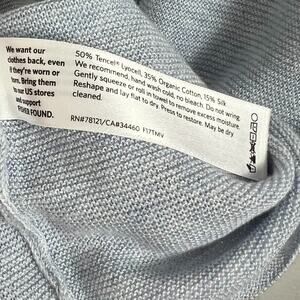 We want our
clothes back, even
if they're worn or
torn. Bring them
to our US stores
and support
FISHER FOUND.
50% Tencel® Lyocell, 35% Organic Cotton, 15% Silk
We recommend, hand wash cold, no bleach. Do not wring.
Gently squeeze or roll in towel to remove excess moisture.
Reshape and lay flat to dry. Press to restore. May be dry
cleaned.
RN#78121/CA#34460 F17TMV